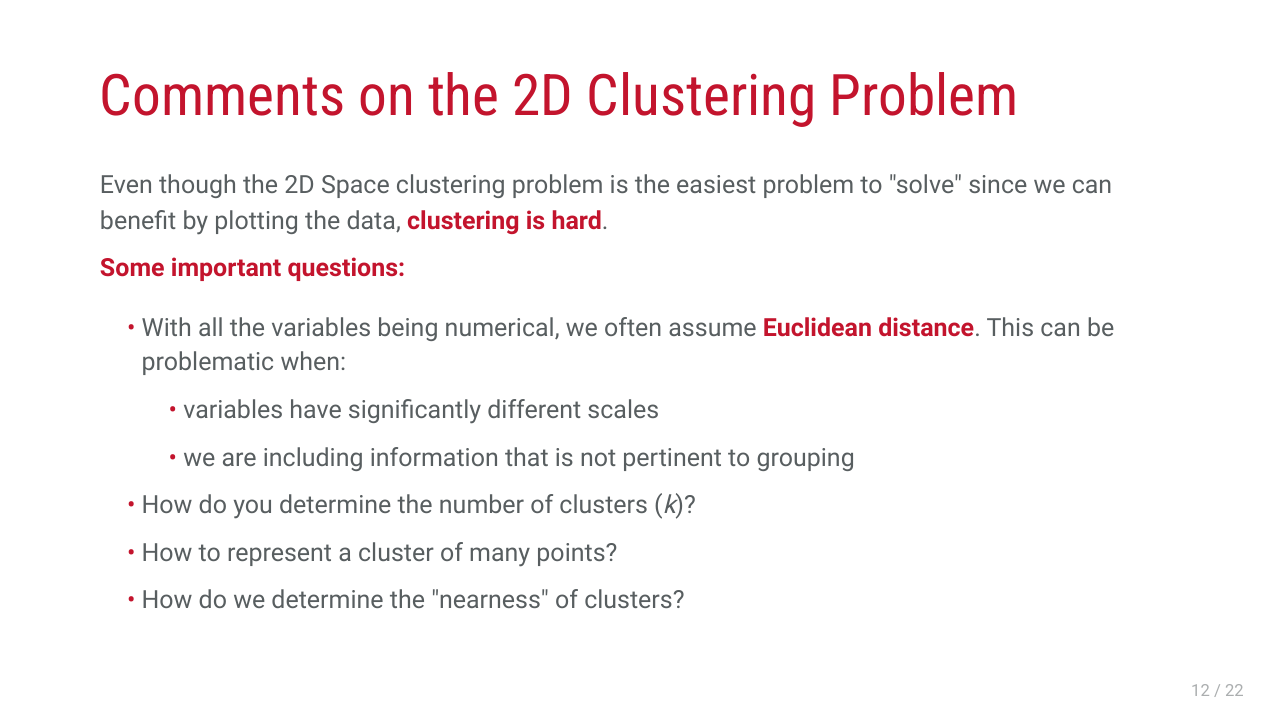 Comments on the 2D Clustering Problem
Even though the 2D Space clustering problem is the easiest problem to "solve" since we can
benefit by plotting the data, clustering is hard.
Some important questions:
• With all the variables being numerical, we often assume Euclidean distance. This can be
problematic when:
• variables have significantly different scales
• we are including information that is not pertinent to grouping
• How do you determine the number of clusters (k)?
• How to represent a cluster of many points?
• How do we determine the "nearness" of clusters?
12 / 22